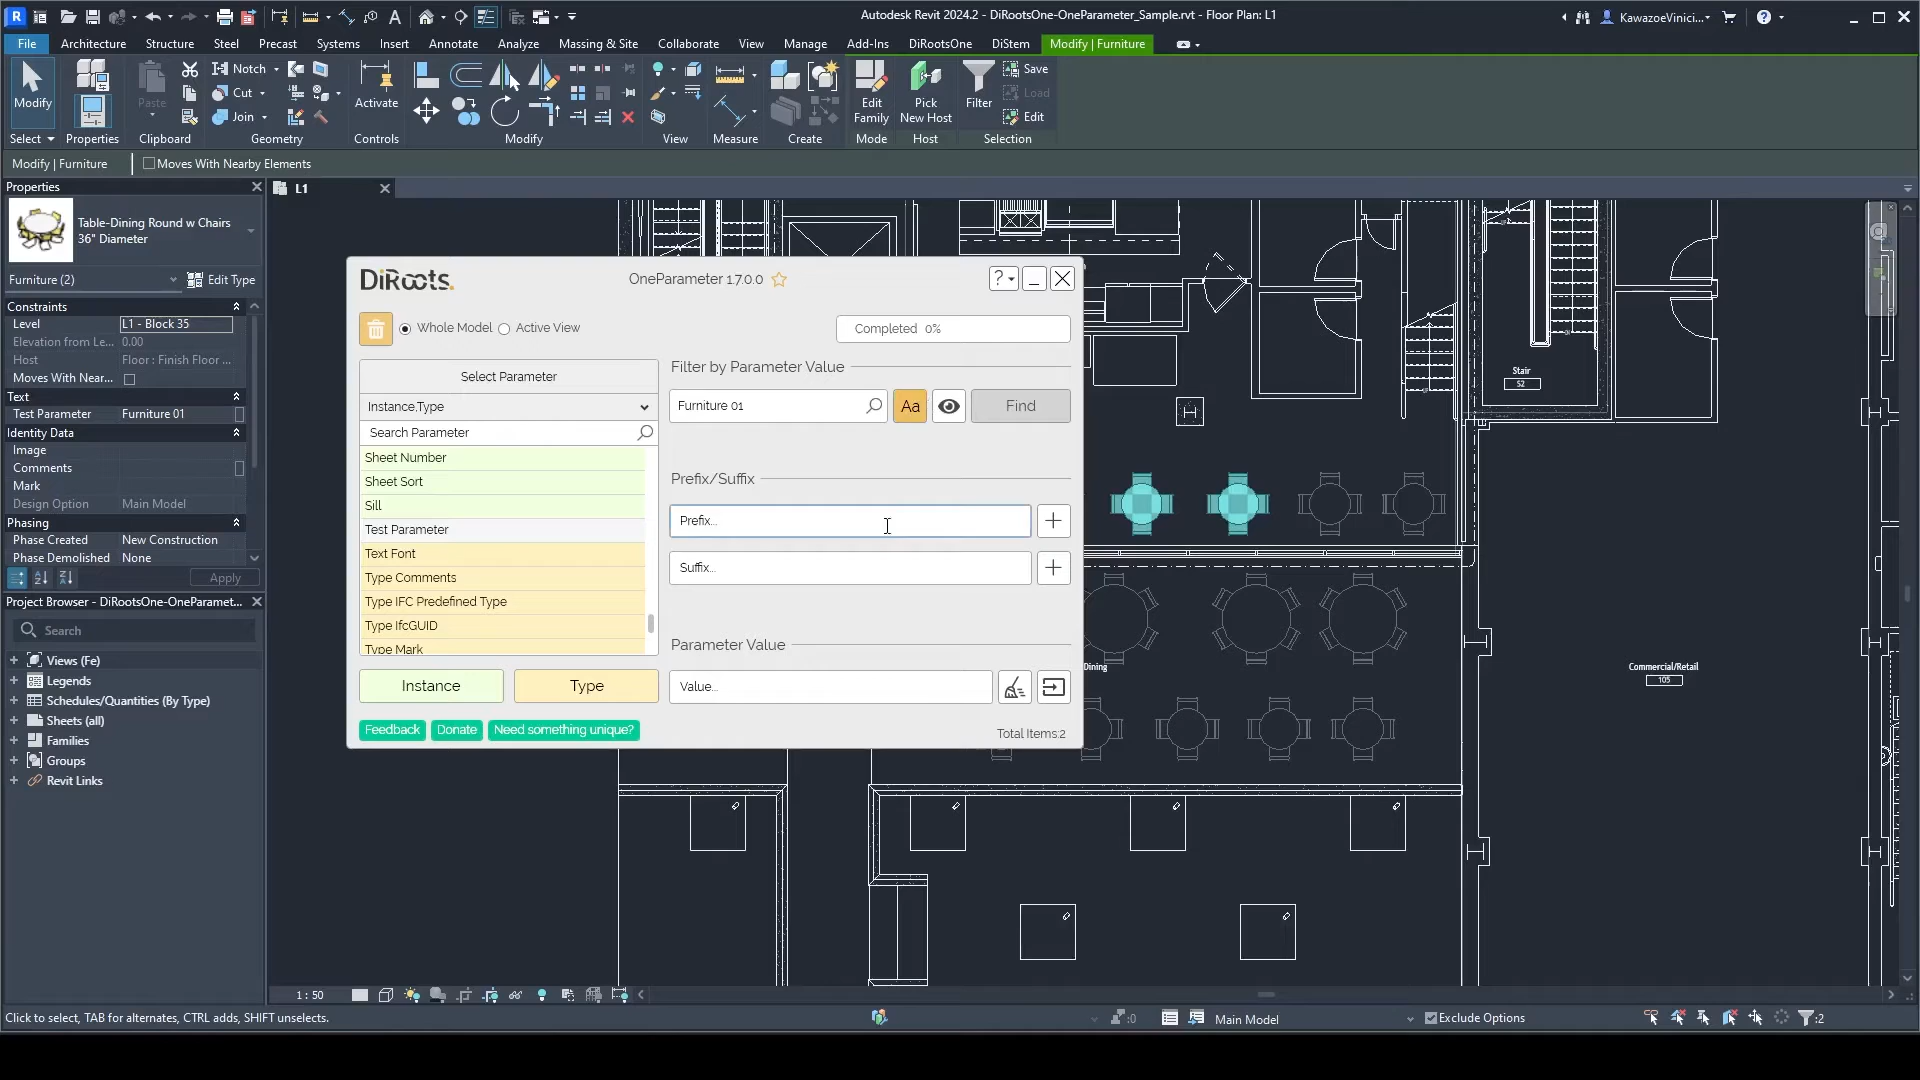 Autodesk Revit 2024.2 - DiRootsOne-OneParameter_Sample.rvt - Floor Plan: L1
KawazoeVinici...
File Architecture Structure Steel Precast Systems Insert Annotate Analyze Massing & Site Collaborate View Manage Add-Ins DiRootsOne DiStem Modify | Furniture
Modify
Paste
Notch
Cut
Join
Activate
Edit Family
Pick New Host
Filter
Save
Load
Edit
Select Properties Clipboard Geometry Controls Modify View Measure Create Mode Host Selection
Modify | Furniture Moves With Nearby Elements
Properties
L1
Table-Dining Round w Chairs
36" Diameter
Furniture (2) Edit Type
Constraints
Level L1 - Block 35
Elevation from Le... 0.00
Host Floor : Finish Floor ...
Moves With Near...
Text
Test Parameter Furniture 01
Identity Data
Image
Comments
Mark
Design Option Main Model
Phasing
Phase Created New Construction
Phase Demolished None
Apply
Project Browser - DiRootsOne-OneParamet...
Search
Views (Fe)
Legends
Schedules/Quantities (By Type)
Sheets (all)
Families
Groups
Revit Links
DiRoots.
OneParameter 1.7.0.0
?
Whole Model Active View
Completed 0%
Select Parameter
Instance,Type
Search Parameter
Sheet Number
Sheet Sort
Sill
Test Parameter
Text Font
Type Comments
Type IFC Predefined Type
Type IfcGUID
Type Mark
Instance Type
Feedback Donate Need something unique?
Filter by Parameter Value
Furniture 01 Aa Find
Prefix/Suffix
Prefix...
Suffix...
Parameter Value
Value...
Total Items:2
Stair
S2
Dining
Commercial/Retail
105
1 : 50
Click to select, TAB for alternates, CTRL adds, SHIFT unselects.
:0
Main Model
Exclude Options
:2